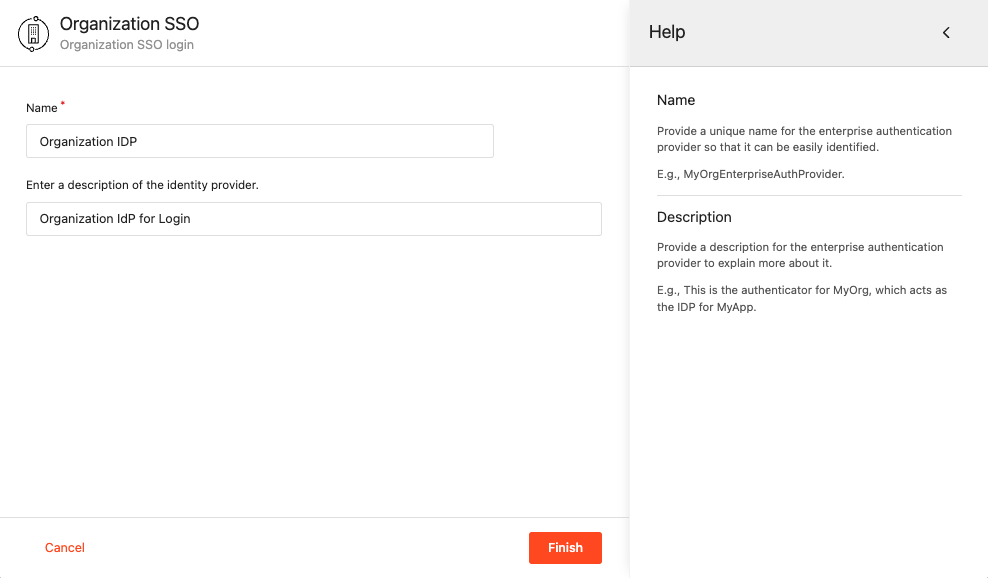 Organization SSO
Organization SSO login
Name *
Organization IDP
Enter a description of the identity provider.
Organization IdP for Login
Cancel
Finish
Help
Name
Provide a unique name for the enterprise authentication
provider so that it can be easily identified.
E.g., MyOrgEnterpriseAuthProvider.
Description
Provide a description for the enterprise authentication
provider to explain more about it.
E.g., This is the authenticator for MyOrg, which acts as
the IDP for MyApp.